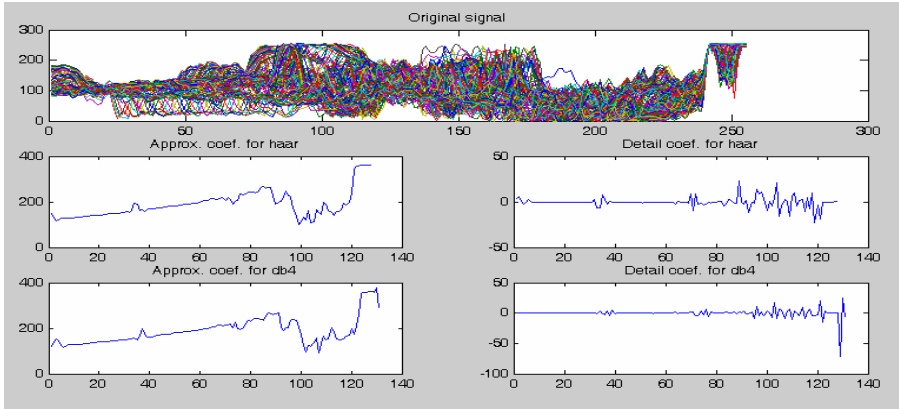 Original signal
300
200
100
0
0 50 100 150 200 250 300
Approx. coef. for haar
400
200
0
0 20 40 60 80 100 120 140
Detail coef. for haar
50
0
-50
0 20 40 60 80 100 120 140
Approx. coef. for db4
400
200
0
0 20 40 60 80 100 120 140
Detail coef. for db4
50
0
-50
-100
0 20 40 60 80 100 120 140